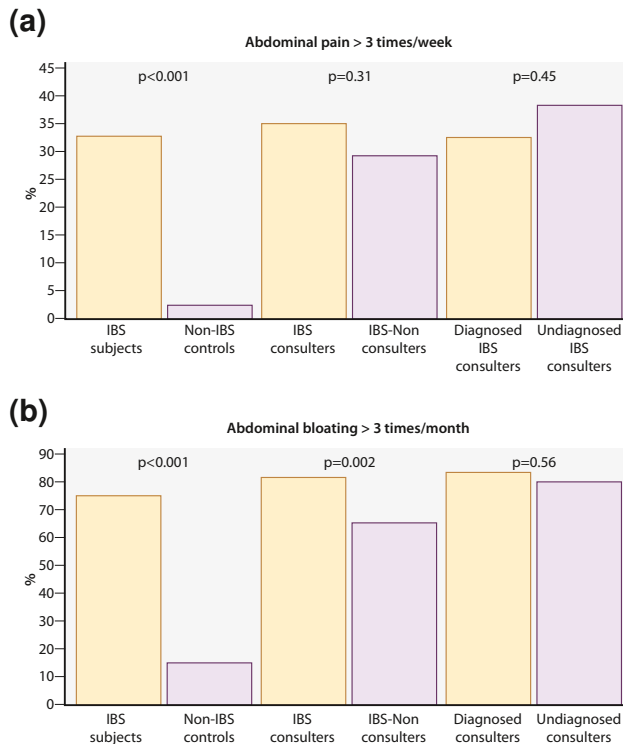 (a)
Abdominal pain > 3 times/week
p<0.001 p=0.31 p=0.45
45
40
35
30
25
20
15
10
5
0
%
IBS subjects
Non-IBS controls
IBS consulters
IBS-Non consulters
Diagnosed IBS consulters
Undiagnosed IBS consulters
(b)
Abdominal bloating > 3 times/month
p<0.001 p=0.002 p=0.56
90
80
70
60
50
40
30
20
10
0
%
IBS subjects
Non-IBS controls
IBS consulters
IBS-Non consulters
Diagnosed consulters
Undiagnosed consulters